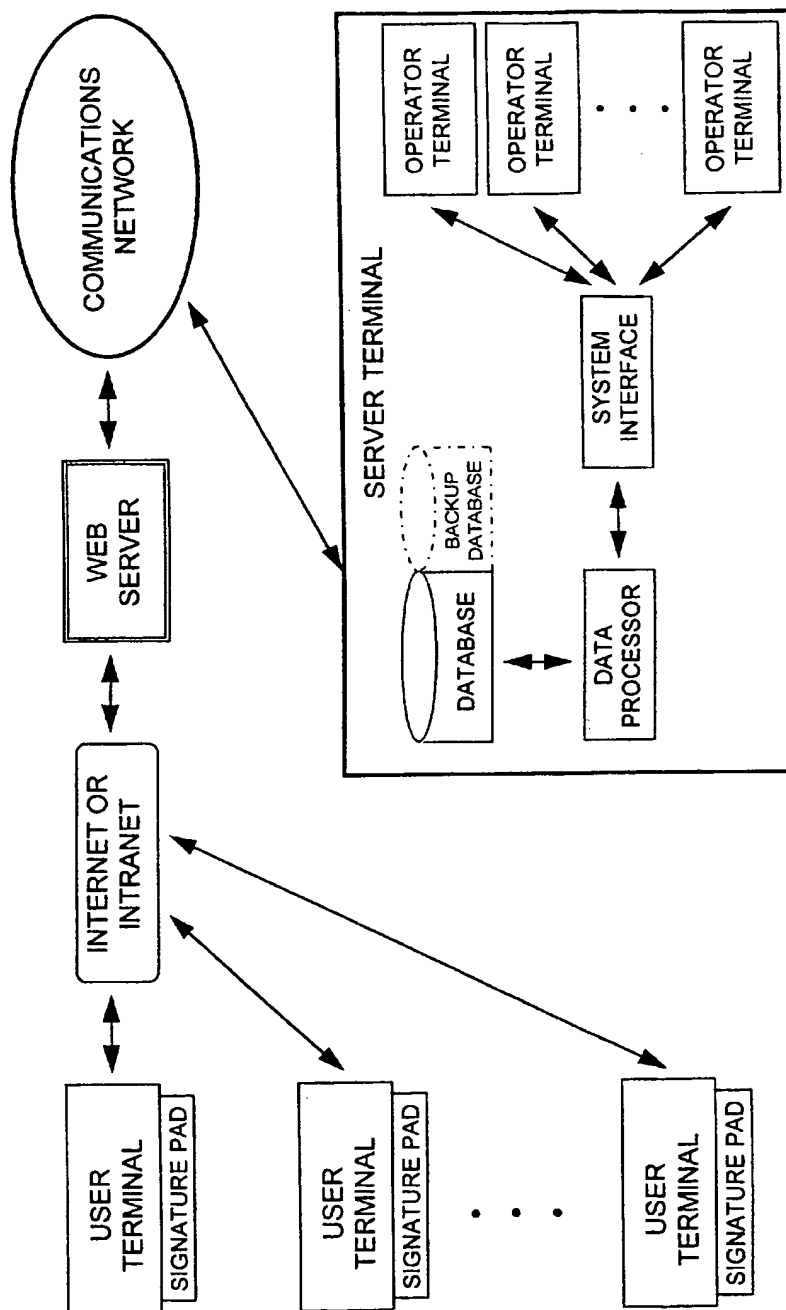 USER
TERMINAL
SIGNATURE PAD
USER
TERMINAL
SIGNATURE PAD
USER
TERMINAL
SIGNATURE PAD
INTERNET OR
INTRANET
WEB
SERVER
COMMUNICATIONS
NETWORK
SERVER TERMINAL
DATABASE
BACKUP
DATABASE
DATA
PROCESSOR
SYSTEM
INTERFACE
OPERATOR
TERMINAL
OPERATOR
TERMINAL
OPERATOR
TERMINAL